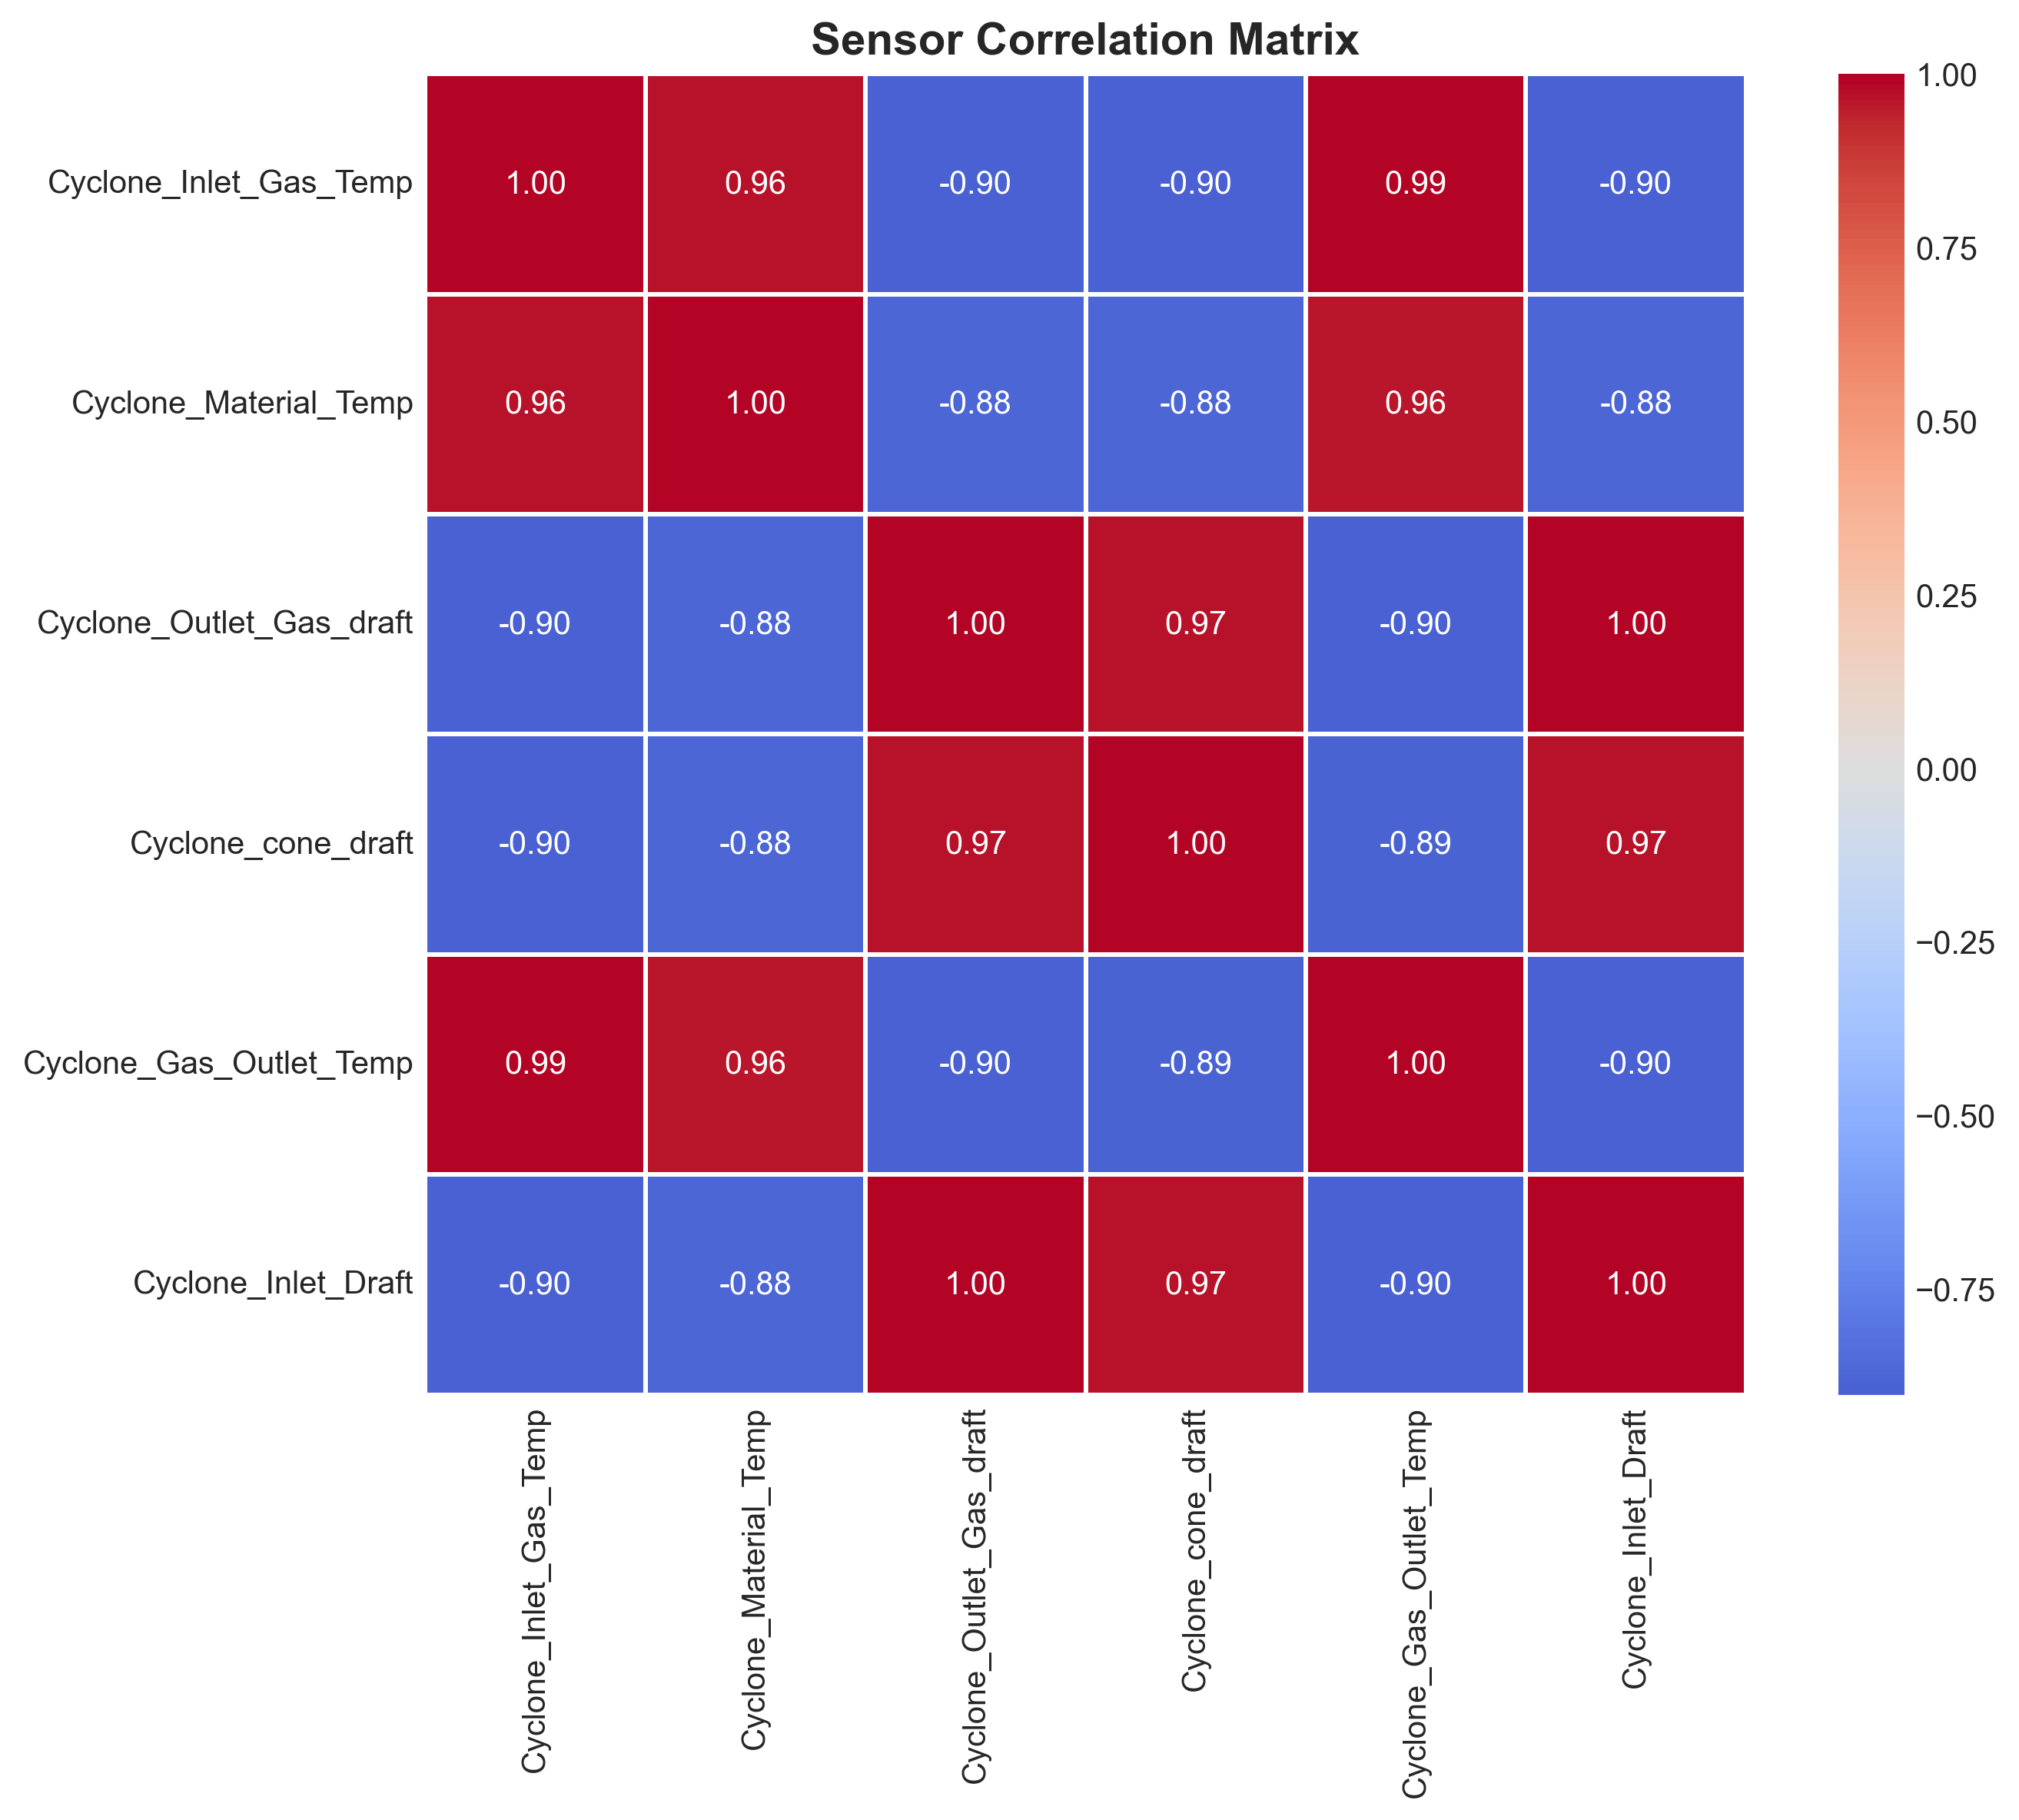 Sensor Correlation Matrix
Cyclone_Inlet_Gas_Temp 1.00 0.96 -0.90 -0.90 0.99 -0.90
Cyclone_Material_Temp 0.96 1.00 -0.88 -0.88 0.96 -0.88
Cyclone_Outlet_Gas_draft -0.90 -0.88 1.00 0.97 -0.90 1.00
Cyclone_cone_draft -0.90 -0.88 0.97 1.00 -0.89 0.97
Cyclone_Gas_Outlet_Temp 0.99 0.96 -0.90 -0.89 1.00 -0.90
Cyclone_Inlet_Draft -0.90 -0.88 1.00 0.97 -0.90 1.00
Cyclone_Inlet_Gas_Temp
Cyclone_Material_Temp
Cyclone_Outlet_Gas_draft
Cyclone_cone_draft
Cyclone_Gas_Outlet_Temp
Cyclone_Inlet_Draft
1.00
0.75
0.50
0.25
0.00
−0.25
−0.50
−0.75